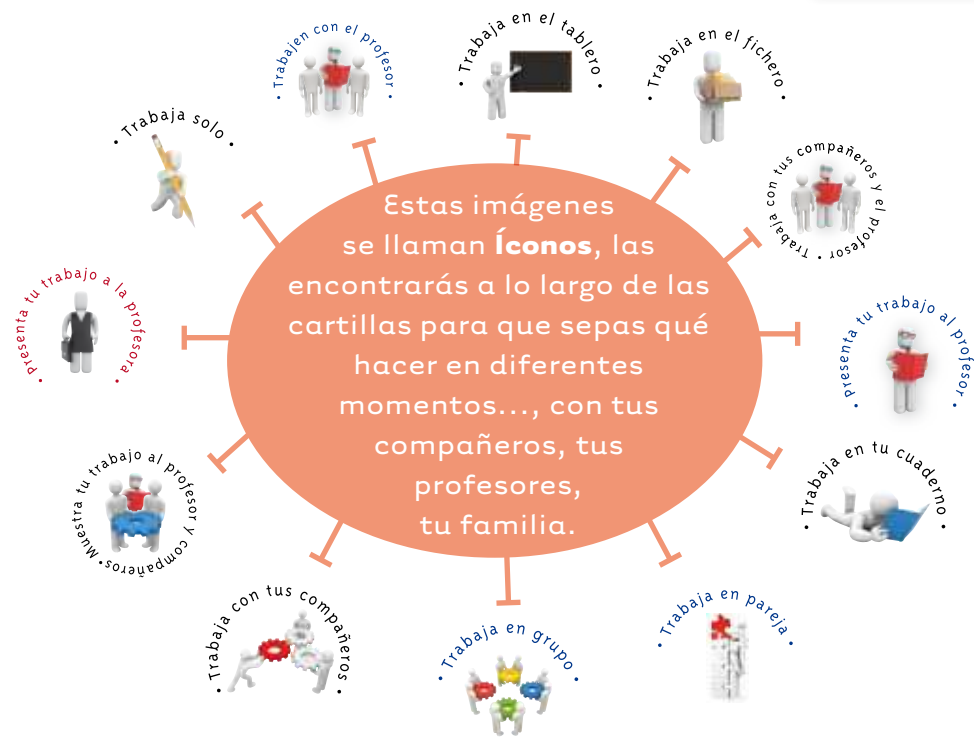 • Trabajen con el profesor •
• Trabaja en el tablero •
• Trabaja en el fichero •
• Trabaja solo •
• Trabaja con tus compañeros y el profesor
Estas imágenes
se llaman Íconos, las
encontrarás a lo largo de las
cartillas para que sepas qué
hacer en diferentes
momentos..., con tus
compañeros, tus
profesores,
tu familia.
• Presenta tu trabajo a la profesora •
• Presenta tu trabajo al profesor •
• Muestra tu trabajo al profesor y compañeros
• Trabaja en tu cuaderno •
• Trabaja con tus compañeros •
• Trabaja en grupo •
• Trabaja en pareja •